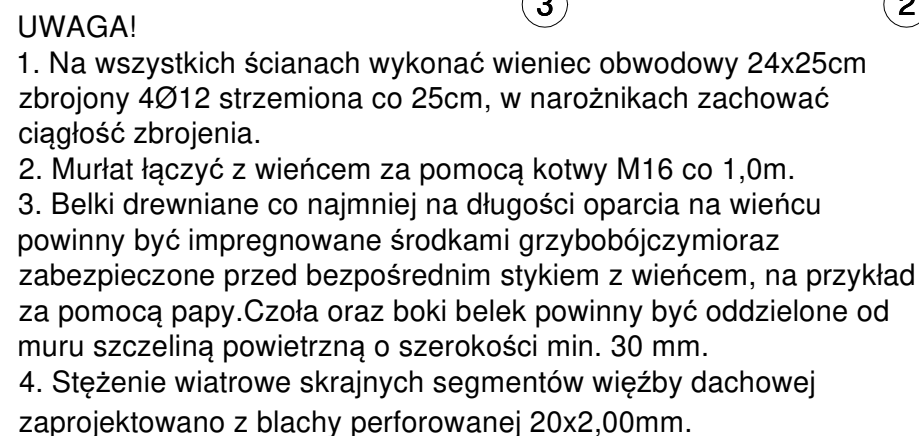 3
2
UWAGA!
1. Na wszystkich ścianach wykonać wieniec obwodowy 24x25cm
zbrojony 4Ø12 strzemiona co 25cm, w narożnikach zachować
ciągłość zbrojenia.
2. Murłat łączyć z wieńcem za pomocą kotwy M16 co 1,0m.
3. Belki drewniane co najmniej na długości oparcia na wieńcu
powinny być impregnowane środkami grzybobójczymioraz
zabezpieczone przed bezpośrednim stykiem z wieńcem, na przykład
za pomocą papy.Czoła oraz boki belek powinny być oddzielone od
muru szczeliną powietrzną o szerokości min. 30 mm.
4. Stężenie wiatrowe skrajnych segmentów więźby dachowej
zaprojektowano z blachy perforowanej 20x2,00mm.